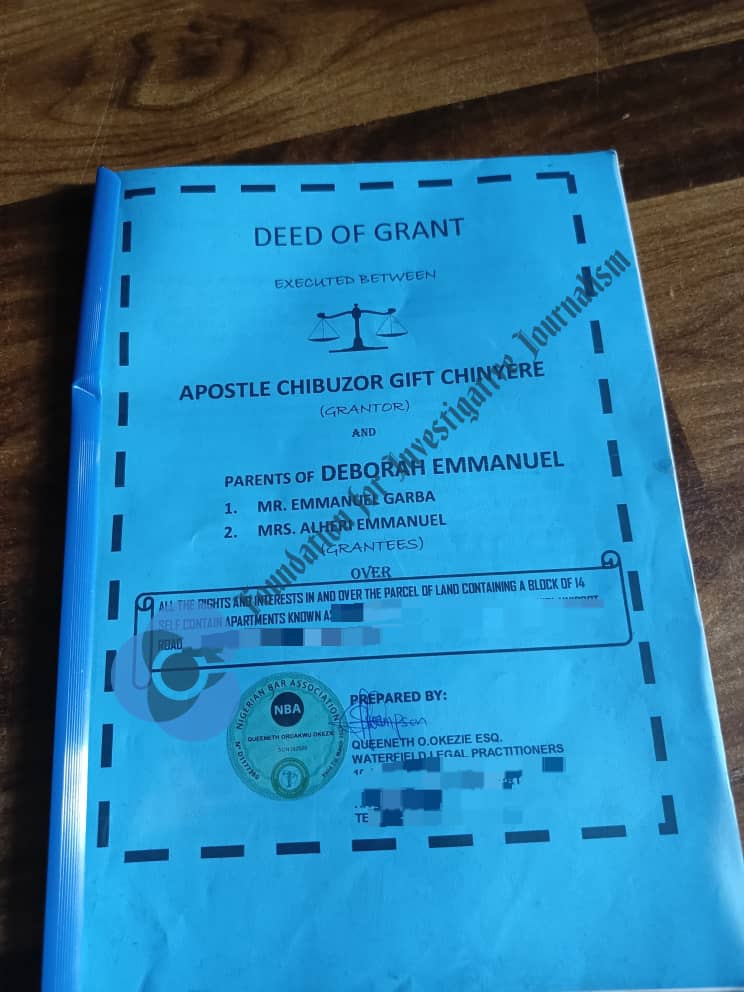 DEED OF GRANT
EXECUTED BETWEEN
APOSTLE CHIBUZOR GIFT CHINYERE
(GRANTOR)
AND
PARENTS OF DEBORAH EMMANUEL
1. MR. EMMANUEL GARBA
2. MRS. ALHERI EMMANUEL
(GRANTEES)
OVER
ALL THE RIGHTS AND INTERESTS IN AND OVER THE PARCEL OF LAND CONTAINING A BLOCK OF 14
SELF CONTAIN APARTMENTS KNOWN AS
ROAD
NIGERIAN BAR ASSOCIATION
NBA
QUEENETH OROAKWU OKEZIE
PREPARED BY:
QUEENETH O.OKEZIE ESQ.
WATERFIELD LEGAL PRACTITIONERS
TE
Foundation for Investigative Journalism